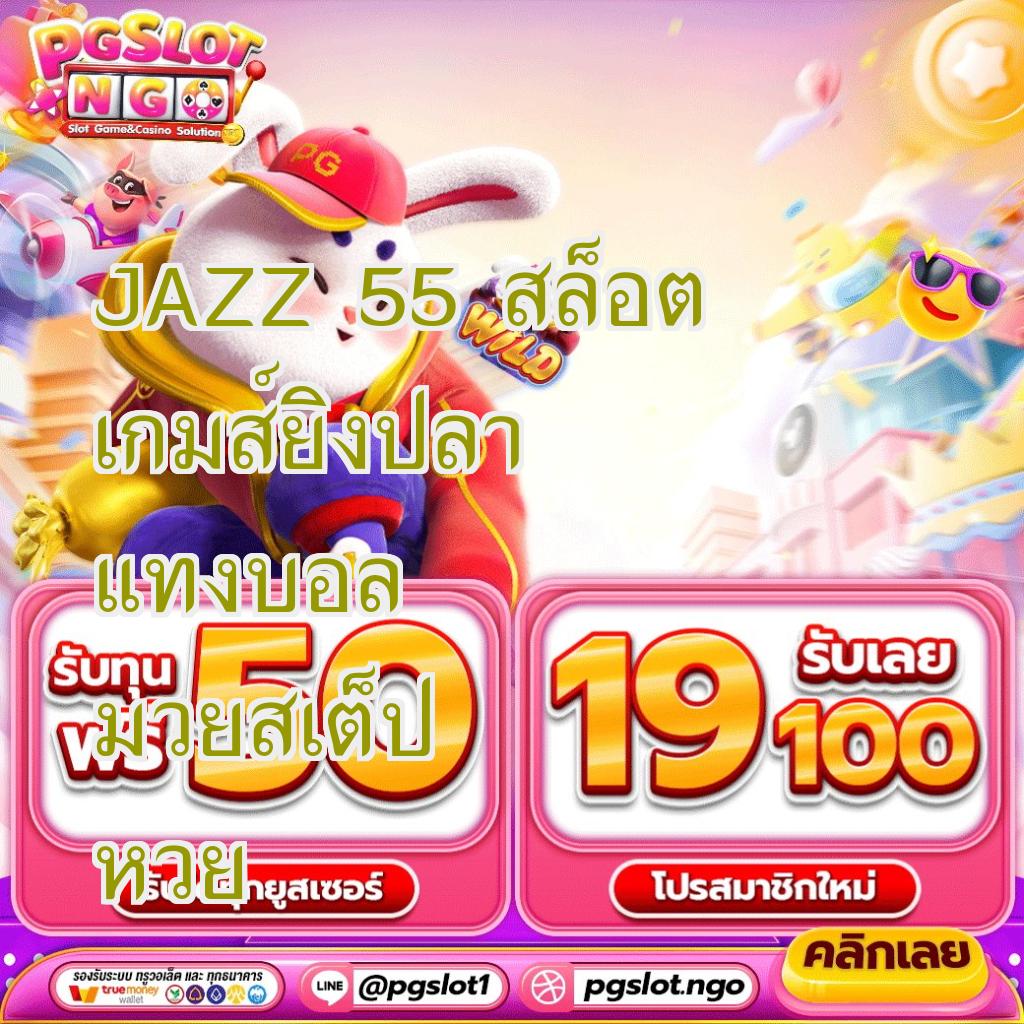 PGSLOT
NGO
Slot Game&Casino Solution
PG
JAZZ 55 สล็อต
WILD
เกมส์ยิงปลา
แทงบอล
รับทุน
ฟรี 50
19 รับเลย
100
มวยสเต็ป
หวย
ยูสเซอร์
โปรสมาชิกใหม่
คลิกเลย
รองรับระบบ ทรูวอเล็ต และ ทุกธนาคาร
truemoney
wallet
LINE @pgslot1
pgslot.ngo